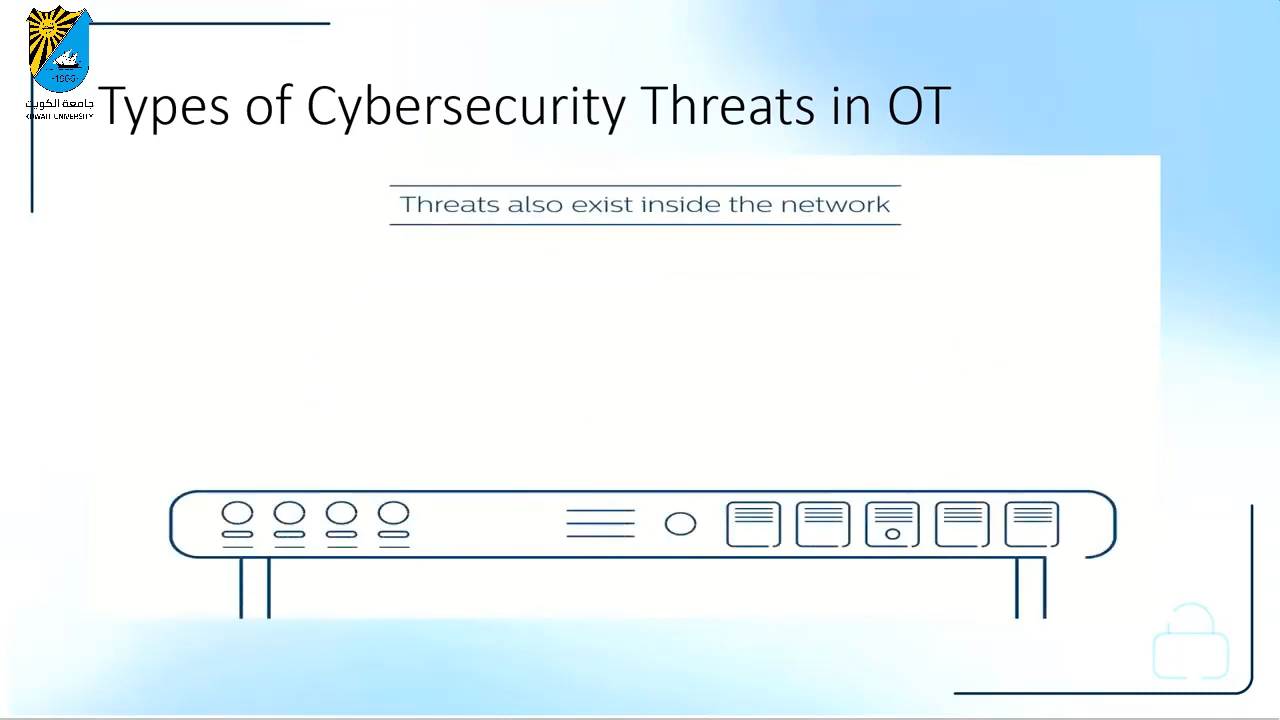 -1966-
جامعة الكويت
KUWAIT UNIVERSITY
Types of Cybersecurity Threats in OT
Threats also exist inside the network